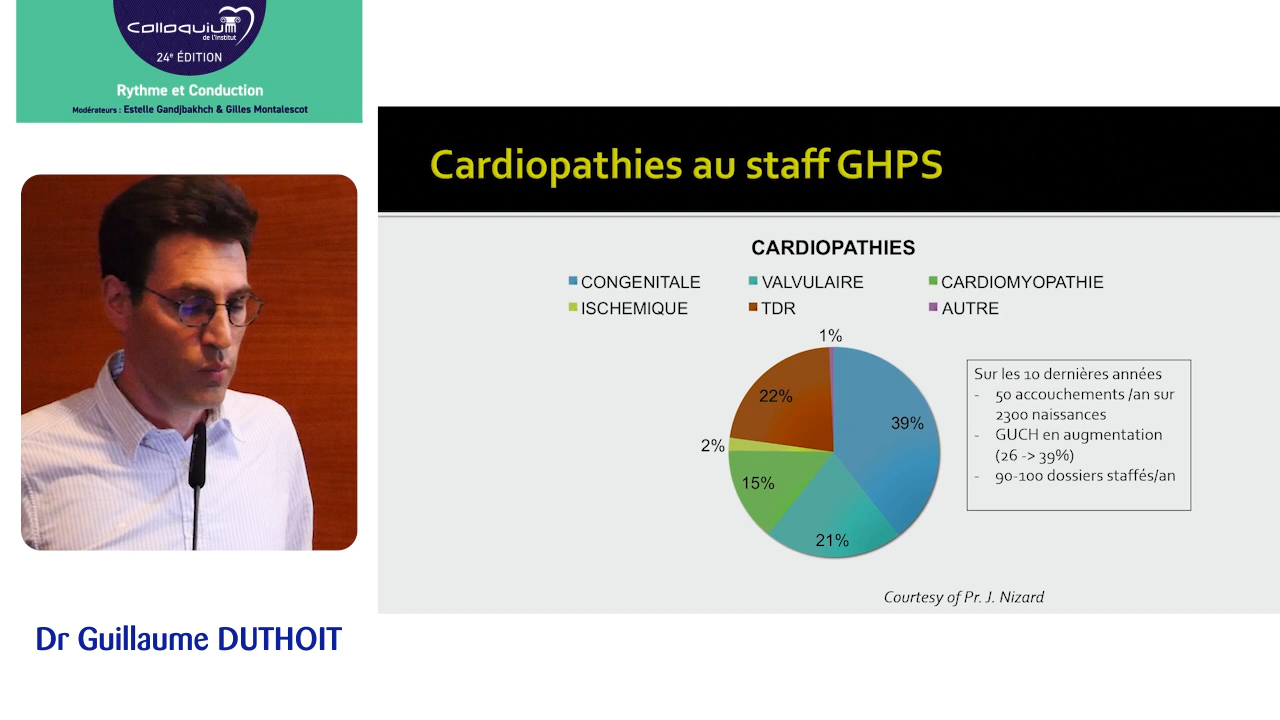 Colloquium
de l'Institut
24e ÉDITION
Rythme et Conduction
Modérateurs : Estelle Gandjbakhch & Gilles Montalescot
Cardiopathies au staff GHPS
CARDIOPATHIES
CONGENITALE VALVULAIRE CARDIOMYOPATHIE
ISCHEMIQUE TDR AUTRE
1%
22%
39%
2%
15%
21%
Sur les 10 dernières années
- 50 accouchements /an sur
2300 naissances
- GUCH en augmentation
(26 -> 39%)
- 90-100 dossiers staffés/an
Courtesy of Pr. J. Nizard
Dr Guillaume DUTHOIT